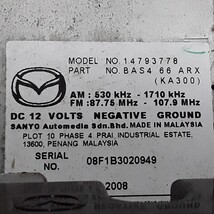 MODEL NO. 14793778
PART NO. BAS4 66 ARX
(KA300)
AM : 530 kHz - 1710 kHz
FM : 87.75 MHz - 107.9 MHz
DC 12 VOLTS NEGATIVE GROUND
SANYO Automedia Sdn.Bhd. MADE IN MALAYSIA
PLOT 10 PHASE 4 PRAI INDUSTRIAL ESTATE,
13600, PENANG MALAYSIA
SERIAL
NO. 08F1B3020949
2008